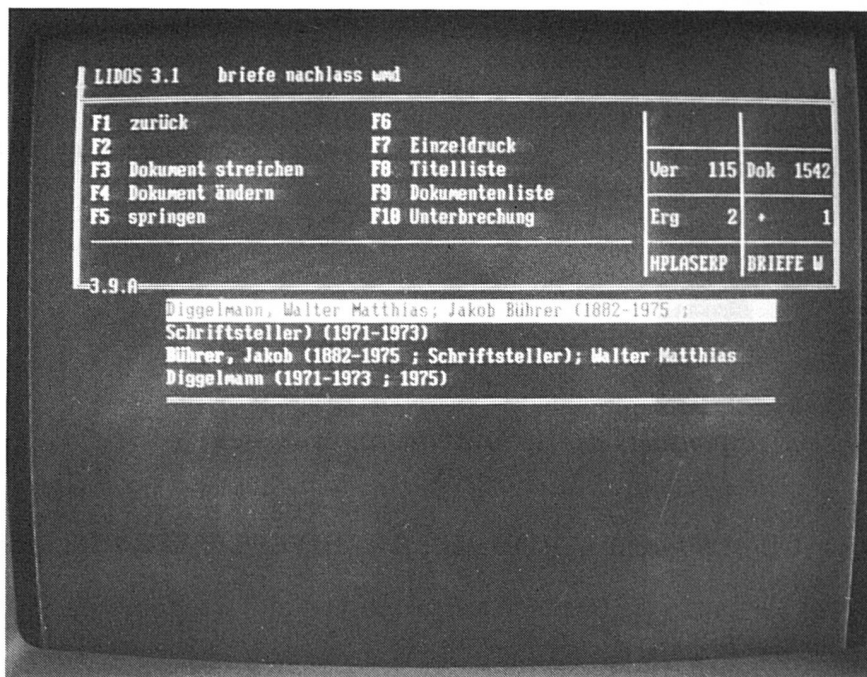 LIDOS 3.1 briefe nachlass wmd
F1 zurück F6
F2 F7 Einzeldruck
F3 Dokument streichen F8 Titelliste
F4 Dokument ändern F9 Dokumentenliste
F5 springen F10 Unterbrechung
Ver 115 Dok 1542
Erg 2 + 1
HPLASERP BRIEFE W
3.9.A
Diggelmann, Walter Matthias; Jakob Bührer (1882-1975 ;
Schriftsteller) (1971-1973)
Bührer, Jakob (1882-1975 ; Schriftsteller); Walter Matthias
Diggelmann (1971-1973 ; 1975)